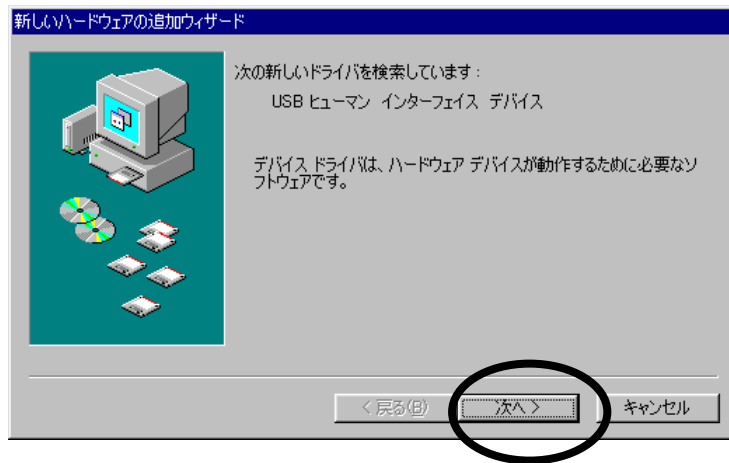 新しいハードウェアの追加ウィザード
次の新しいドライバを検索しています：
USB ヒューマン インターフェイス デバイス
デバイス ドライバは、ハードウェア デバイスが動作するために必要なソ
フトウェアです。
< 戻る(B) 次へ > キャンセル